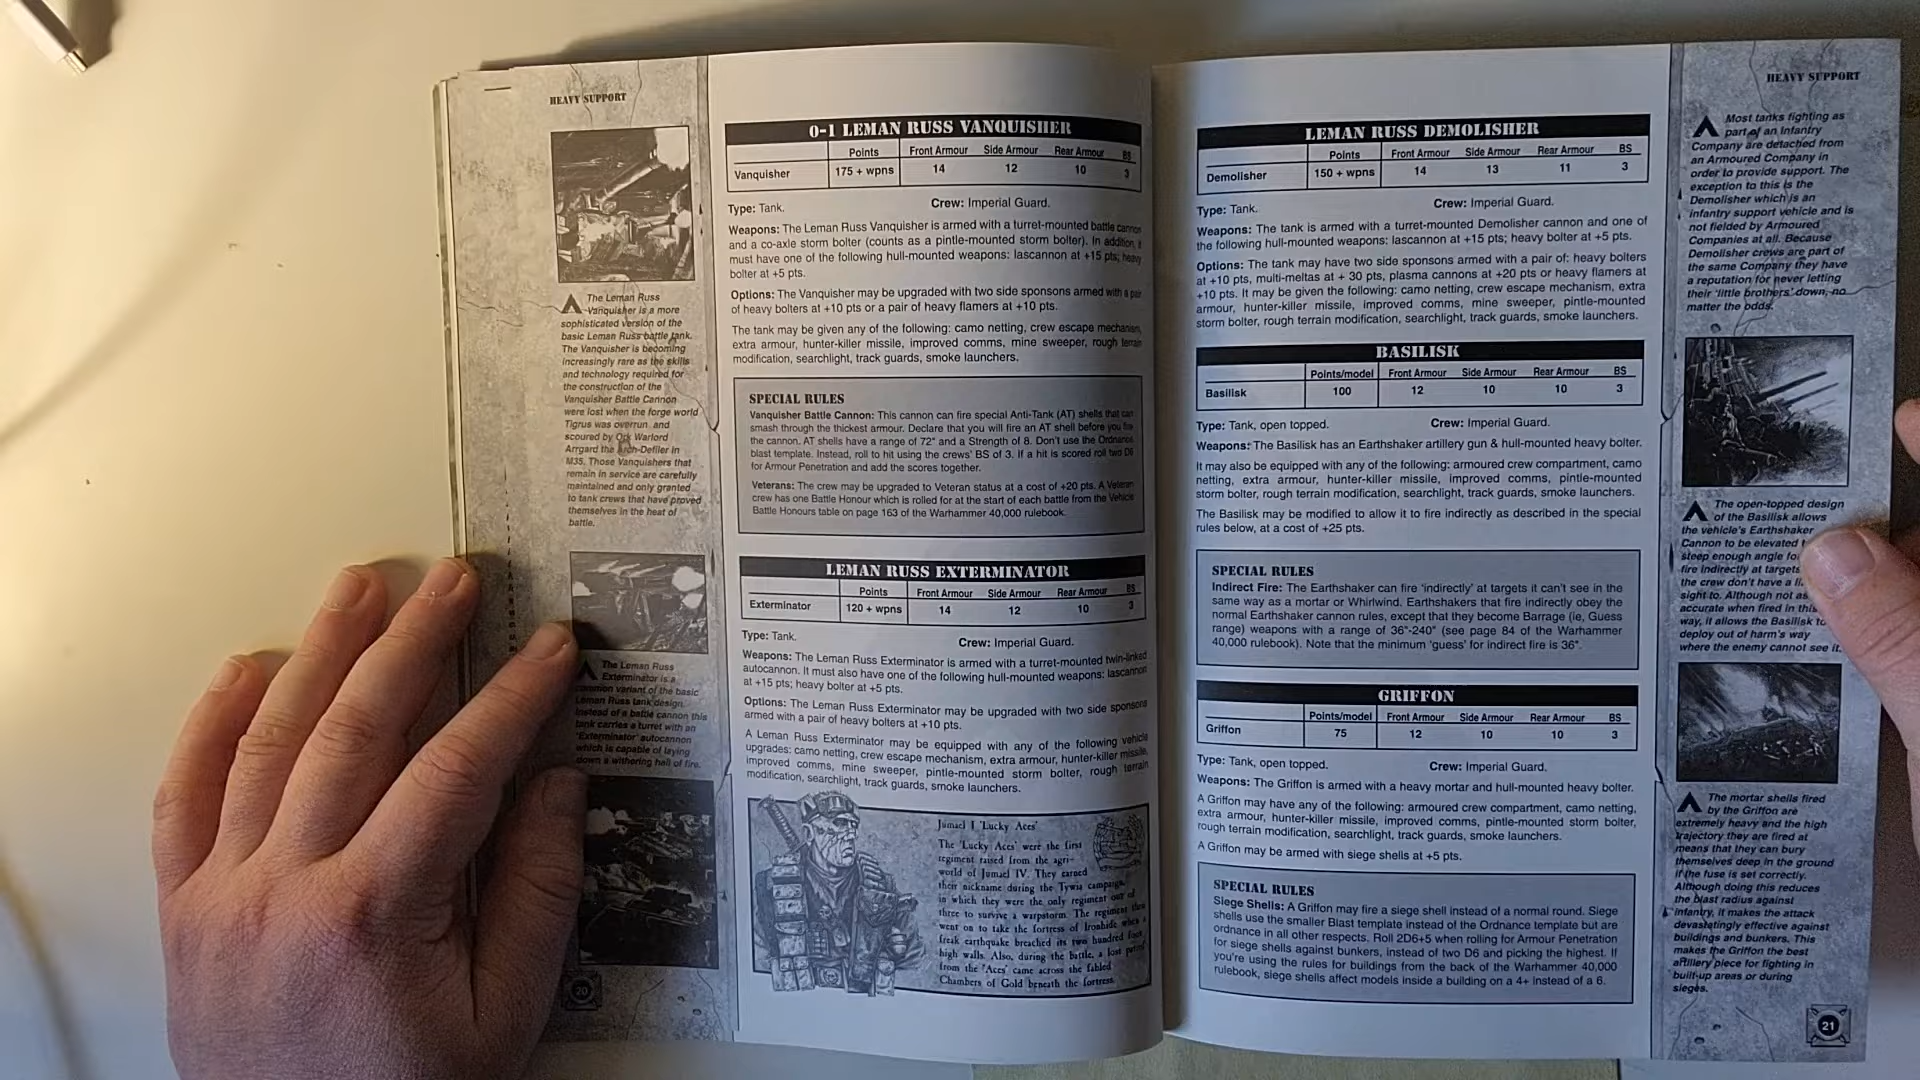 HEAVY SUPPORT
The Leman Russ
Vanquisher is a more
sophisticated version of the
basic Leman Russ battle tank.
The Vanquisher is becoming
increasingly rare as the skills
and technology required for
the construction of the
Vanquisher Battle Cannon
were lost when the forge world
Tigrus was overrun and
scoured by Ork Warlord
Arrgard the Arch-Defiler in
M35. Those Vanquishers that
remain in service are carefully
maintained and only granted
to tank crews that have proved
themselves in the heat of
battle.
The Leman Russ
Exterminator is a
common variant of the basic
Leman Russ tank design.
Instead of a battle cannon this
tank carries a turret with an
'Exterminator' autocannon
which is capable of laying
down a withering hail of fire.
20
0-1 LEMAN RUSS VANQUISHER
Points Front Armour Side Armour Rear Armour BS
Vanquisher 175 + wpns 14 12 10 3
Type: Tank. Crew: Imperial Guard.
Weapons: The Leman Russ Vanquisher is armed with a turret-mounted battle cannon
and a co-axle storm bolter (counts as a pintle-mounted storm bolter). In addition, it
must have one of the following hull-mounted weapons: lascannon at +15 pts; heavy
bolter at +5 pts.
Options: The Vanquisher may be upgraded with two side sponsons armed with a pair
of heavy bolters at +10 pts or a pair of heavy flamers at +10 pts.
The tank may be given any of the following: camo netting, crew escape mechanism,
extra armour, hunter-killer missile, improved comms, mine sweeper, rough terrain
modification, searchlight, track guards, smoke launchers.
SPECIAL RULES
Vanquisher Battle Cannon: This cannon can fire special Anti-Tank (AT) shells that can
smash through the thickest armour. Declare that you will fire an AT shell before you fire
the cannon. AT shells have a range of 72" and a Strength of 8. Don't use the Ordnance
blast template. Instead, roll to hit using the crews' BS of 3. If a hit is scored roll two D6
for Armour Penetration and add the scores together.
Veterans: The crew may be upgraded to Veteran status at a cost of +20 pts. A Veteran
crew has one Battle Honour which is rolled for at the start of each battle from the Vehicle
Battle Honours table on page 163 of the Warhammer 40,000 rulebook.
LEMAN RUSS EXTERMINATOR
Points Front Armour Side Armour Rear Armour BS
Exterminator 120 + wpns 14 12 10 3
Type: Tank. Crew: Imperial Guard.
Weapons: The Leman Russ Exterminator is armed with a turret-mounted twin-linked
autocannon. It must also have one of the following hull-mounted weapons: lascannon
at +15 pts; heavy bolter at +5 pts.
Options: The Leman Russ Exterminator may be upgraded with two side sponsons
armed with a pair of heavy bolters at +10 pts.
A Leman Russ Exterminator may be equipped with any of the following vehicle
upgrades: camo netting, crew escape mechanism, extra armour, hunter-killer missile,
improved comms, mine sweeper, pintle-mounted storm bolter, rough terrain
modification, searchlight, track guards, smoke launchers.
Jumael I 'Lucky Aces'
The 'Lucky Aces' were the first
regiment raised from the agri-
world of Jumael IV. They earned
their nickname during the Tywia campaign,
in which they were the only regiment out of
three to survive a warpstorm. The regiment then
went on to take the fortress of Ironhide when a
freak earthquake breached its two hundred foot
high walls. Also, during the battle, a lost patrol
from the 'Aces' came across the fabled
Chambers of Gold beneath the fortress.
LEMAN RUSS DEMOLISHER
Points Front Armour Side Armour Rear Armour BS
Demolisher 150 + wpns 14 13 11 3
Type: Tank. Crew: Imperial Guard.
Weapons: The tank is armed with a turret-mounted Demolisher cannon and one of
the following hull-mounted weapons: lascannon at +15 pts; heavy bolter at +5 pts.
Options: The tank may have two side sponsons armed with a pair of: heavy bolters
at +10 pts, multi-meltas at + 30 pts, plasma cannons at +20 pts or heavy flamers at
+10 pts. It may be given the following: camo netting, crew escape mechanism, extra
armour, hunter-killer missile, improved comms, mine sweeper, pintle-mounted
storm bolter, rough terrain modification, searchlight, track guards, smoke launchers.
BASILISK
Points/model Front Armour Side Armour Rear Armour BS
Basilisk 100 12 10 10 3
Type: Tank, open topped. Crew: Imperial Guard.
Weapons: The Basilisk has an Earthshaker artillery gun & hull-mounted heavy bolter.
It may also be equipped with any of the following: armoured crew compartment, camo
netting, extra armour, hunter-killer missile, improved comms, pintle-mounted
storm bolter, rough terrain modification, searchlight, track guards, smoke launchers.
The Basilisk may be modified to allow it to fire indirectly as described in the special
rules below, at a cost of +25 pts.
SPECIAL RULES
Indirect Fire: The Earthshaker can fire 'indirectly' at targets it can't see in the
same way as a mortar or Whirlwind. Earthshakers that fire indirectly obey the
normal Earthshaker cannon rules, except that they become Barrage (ie, Guess
range) weapons with a range of 36"-240" (see page 84 of the Warhammer
40,000 rulebook). Note that the minimum 'guess' for indirect fire is 36".
GRIFFON
Points/model Front Armour Side Armour Rear Armour BS
Griffon 75 12 10 10 3
Type: Tank, open topped. Crew: Imperial Guard.
Weapons: The Griffon is armed with a heavy mortar and hull-mounted heavy bolter.
A Griffon may have any of the following: armoured crew compartment, camo netting,
extra armour, hunter-killer missile, improved comms, pintle-mounted storm bolter,
rough terrain modification, searchlight, track guards, smoke launchers.
A Griffon may be armed with siege shells at +5 pts.
SPECIAL RULES
Siege Shells: A Griffon may fire a siege shell instead of a normal round. Siege
shells use the smaller Blast template instead of the Ordnance template but are
ordnance in all other respects. Roll 2D6+5 when rolling for Armour Penetration
for siege shells against bunkers, instead of two D6 and picking the highest. If
you're using the rules for buildings from the back of the Warhammer 40,000
rulebook, siege shells affect models inside a building on a 4+ instead of a 6.
HEAVY SUPPORT
Most tanks fighting as
part of an Infantry
Company are detached from
an Armoured Company in
order to provide support. The
exception to this is the
Demolisher which is an
infantry support vehicle and is
not fielded by Armoured
Companies at all. Because
Demolisher crews are part of
the same Company they have
a reputation for never letting
their 'little brothers' down, no
matter the odds.
The open-topped design
of the Basilisk allows
the vehicle's Earthshaker
Cannon to be elevated
steep enough angle
fire indirectly at targets
the crew don't have a
sight to. Although not as
accurate when fired in this
way, it allows the Basilisk to
deploy out of harm's way
where the enemy cannot see it.
The mortar shells fired
by the Griffon are
extremely heavy and the high
trajectory they are fired at
means that they can bury
themselves deep in the ground
if the fuse is set correctly.
Although doing this reduces
the blast radius against
infantry, it makes the attack
devastatingly effective against
buildings and bunkers. This
makes the Griffon the best
artillery piece for fighting in
built-up areas or during
sieges.
21